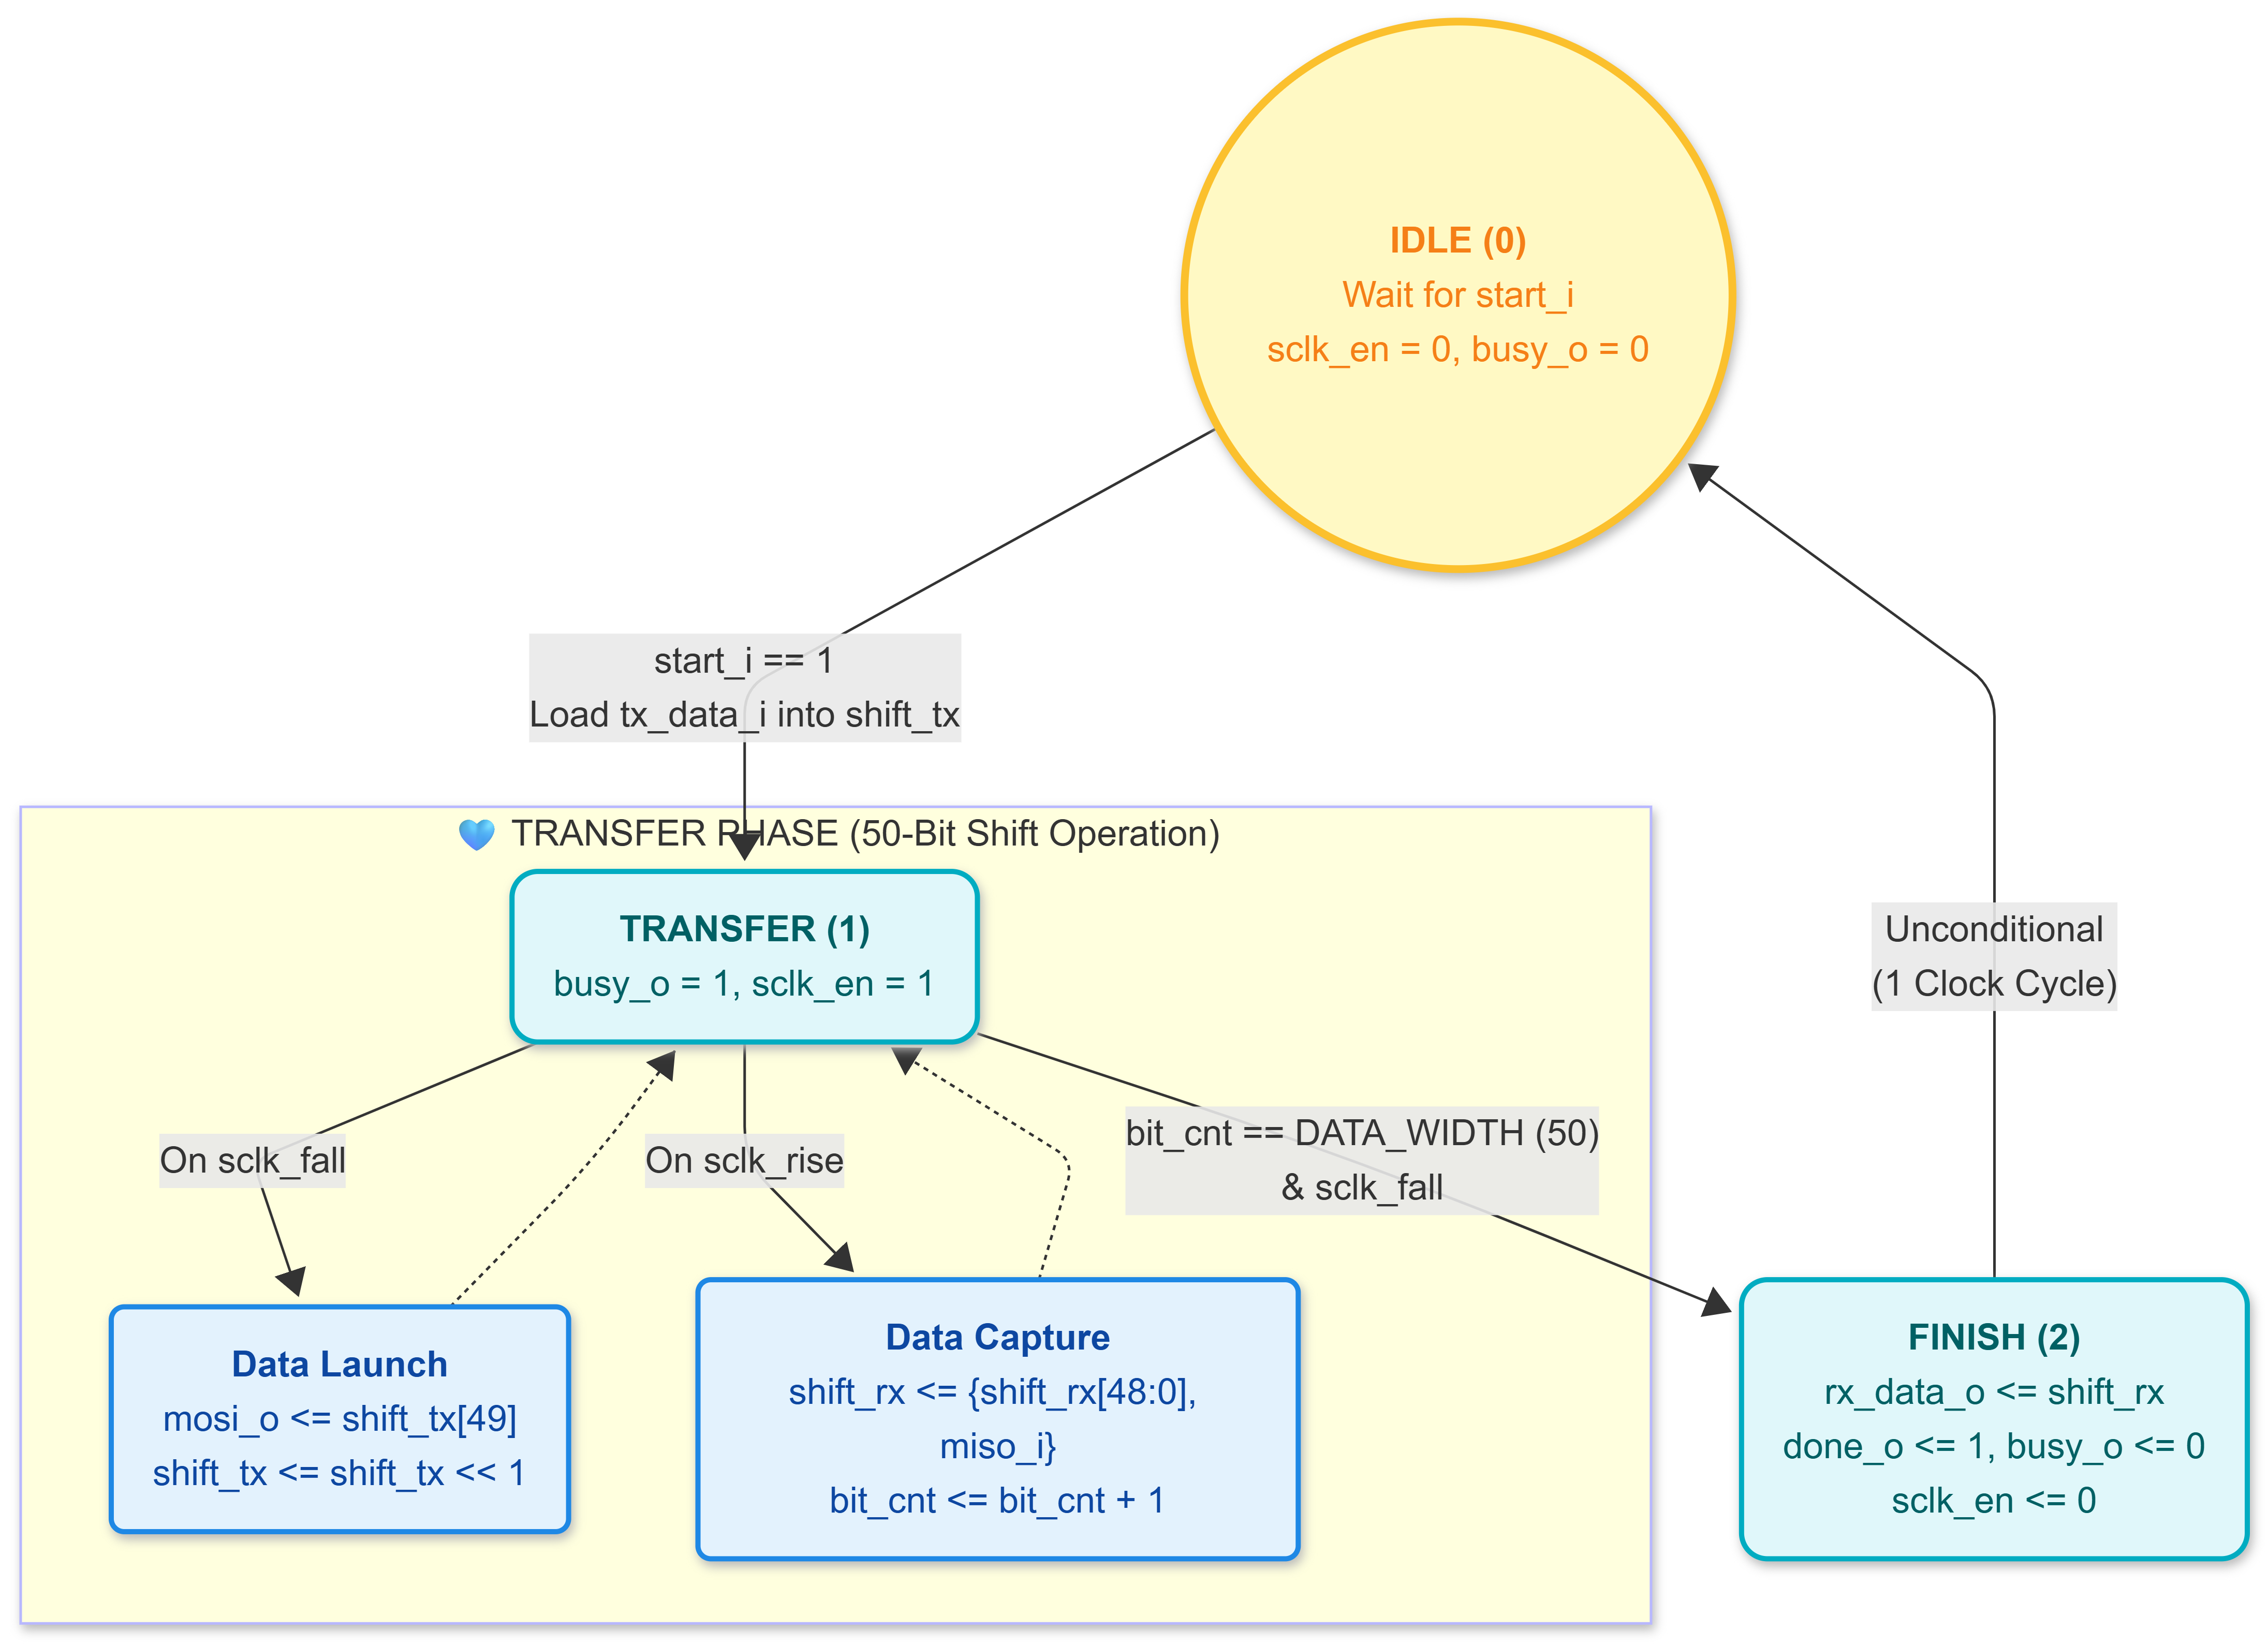 IDLE (0)
Wait for start_i
sclk_en = 0, busy_o = 0
start_i == 1
Load tx_data_i into shift_tx
💙 TRANSFER PHASE (50-Bit Shift Operation)
TRANSFER (1)
busy_o = 1, sclk_en = 1
Unconditional
(1 Clock Cycle)
On sclk_fall
On sclk_rise
bit_cnt == DATA_WIDTH (50)
& sclk_fall
Data Launch
mosi_o <= shift_tx[49]
shift_tx <= shift_tx << 1
Data Capture
shift_rx <= {shift_rx[48:0],
miso_i}
bit_cnt <= bit_cnt + 1
FINISH (2)
rx_data_o <= shift_rx
done_o <= 1, busy_o <= 0
sclk_en <= 0